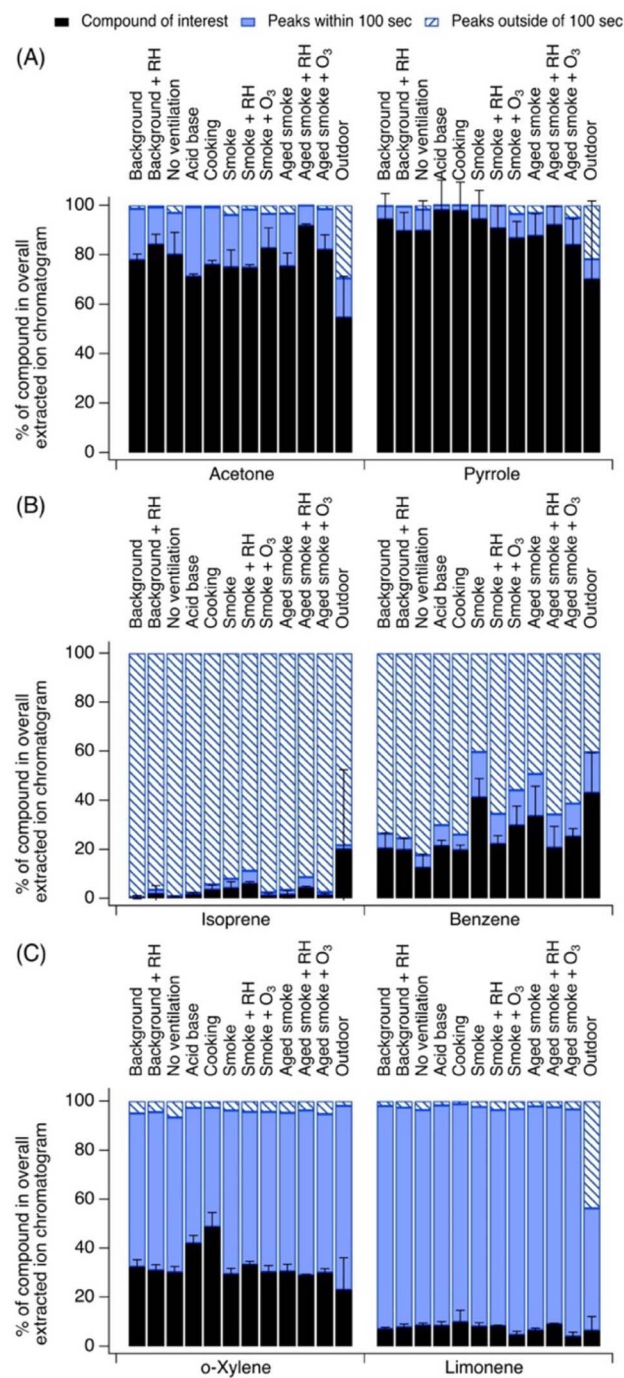 Compound of interest Peaks within 100 sec Peaks outside of 100 sec
(A)
Background
Background + RH
No ventilation
Acid base
Cooking
Smoke
Smoke + RH
Smoke + O₃
Aged smoke
Aged smoke + RH
Aged smoke + O₃
Outdoor
Background
Background + RH
No ventilation
Acid base
Cooking
Smoke
Smoke + RH
Smoke + O₃
Aged smoke
Aged smoke + RH
Aged smoke + O₃
Outdoor
% of compound in overall
extracted ion chromatogram
100
80
60
40
20
0
Acetone Pyrrole
(B)
Background
Background + RH
No ventilation
Acid base
Cooking
Smoke
Smoke + RH
Smoke + O₃
Aged smoke
Aged smoke + RH
Aged smoke + O₃
Outdoor
Background
Background + RH
No ventilation
Acid base
Cooking
Smoke
Smoke + RH
Smoke + O₃
Aged smoke
Aged smoke + RH
Aged smoke + O₃
Outdoor
% of compound in overall
extracted ion chromatogram
100
80
60
40
20
0
Isoprene Benzene
(C)
Background
Background + RH
No ventilation
Acid base
Cooking
Smoke
Smoke + RH
Smoke + O₃
Aged smoke
Aged smoke + RH
Aged smoke + O₃
Outdoor
Background
Background + RH
No ventilation
Acid base
Cooking
Smoke
Smoke + RH
Smoke + O₃
Aged smoke
Aged smoke + RH
Aged smoke + O₃
Outdoor
% of compound in overall
extracted ion chromatogram
100
80
60
40
20
0
o-Xylene Limonene